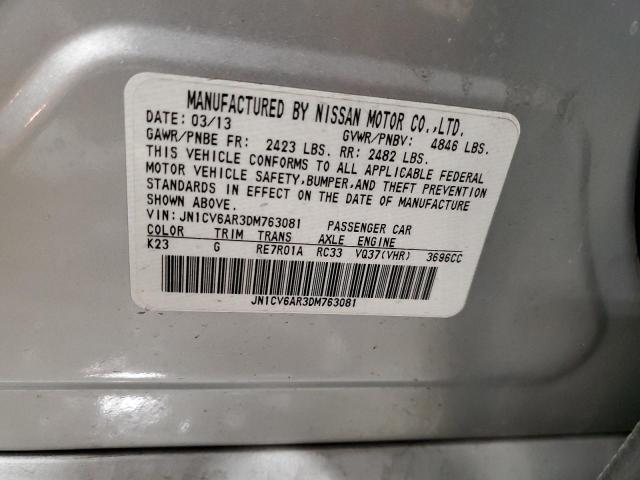 MANUFACTURED BY NISSAN MOTOR CO.,LTD.
DATE: 03/13 GVWR/PNBV: 4846 LBS.
GAWR/PNBE FR: 2423 LBS. RR: 2482 LBS.
THIS VEHICLE CONFORMS TO ALL APPLICABLE FEDERAL
MOTOR VEHICLE SAFETY, BUMPER, AND THEFT PREVENTION
STANDARDS IN EFFECT ON THE DATE OF MANUFACTURE
SHOWN ABOVE.
VIN: JN1CV6AR3DM763081 PASSENGER CAR
COLOR TRIM TRANS AXLE ENGINE
K23 G RE7R01A RC33 VQ37(VHR) 3696CC
JN1CV6AR3DM763081